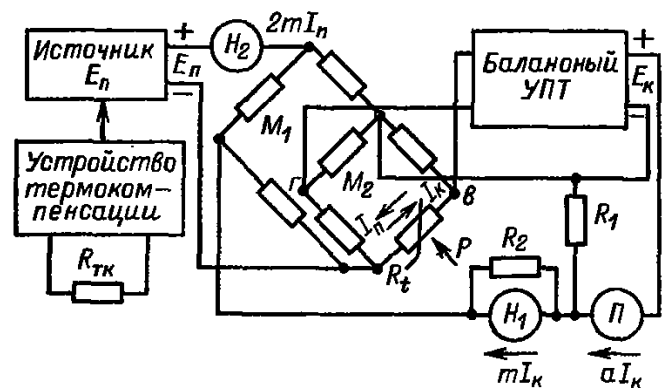 Источник
Eп
+
Eп
−
H₂
2mIп
Баланоный
УПТ
+
Eк
−
M₁
M₂
г
в
Iп
Iк
P
Rt
Устройство
термоком-
пенсации
Rтк
R₁
R₂
H₁
П
mIк
aIк